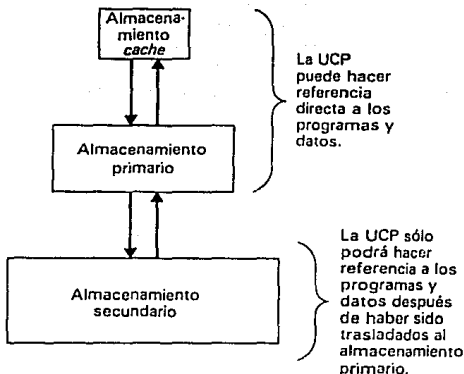 Almacena-
miento
cache
La UCP
puede hacer
referencia
directa a los
programas y
datos.
Almacenamiento
primario
La UCP sólo
podrá hacer
referencia a los
programas y
datos después
de haber sido
trasladados al
almacenamiento
primario.
Almacenamiento
secundario